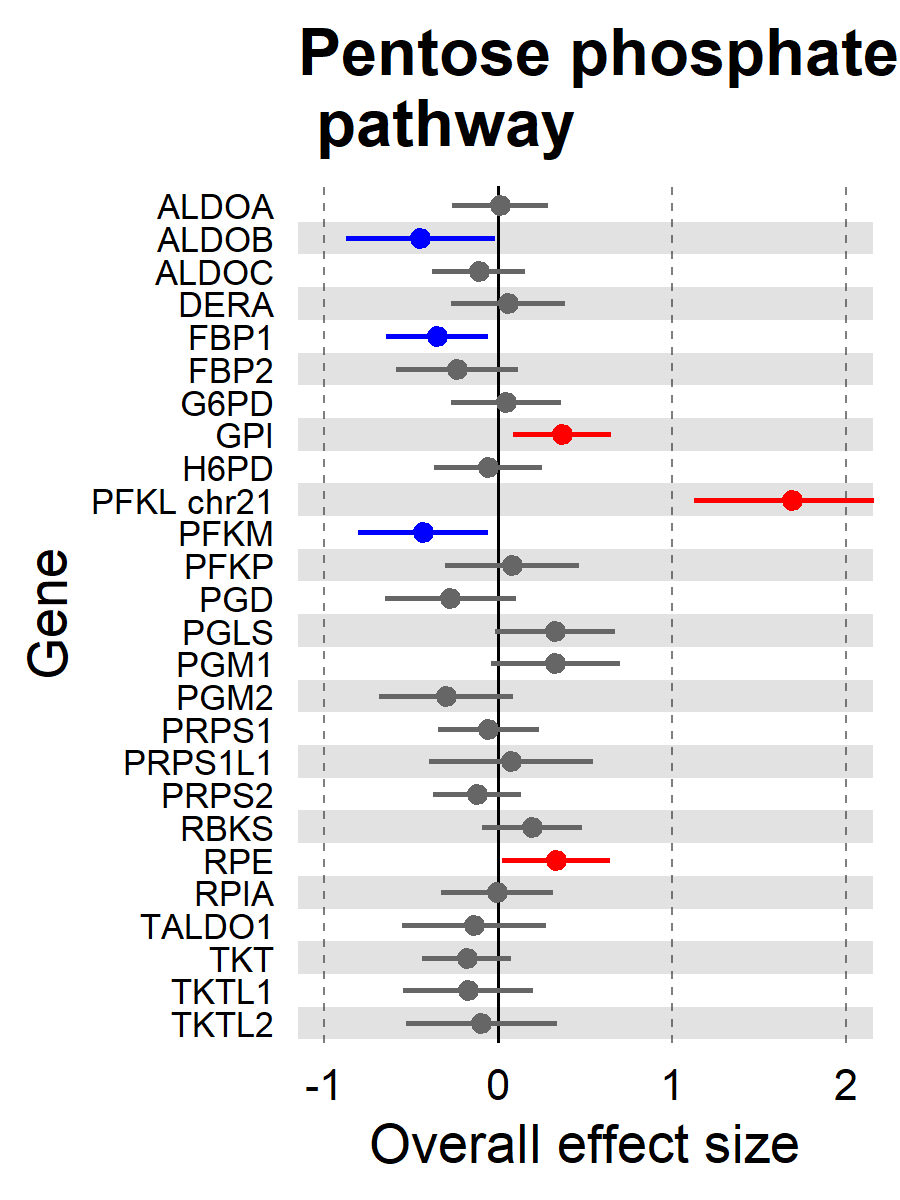 Pentose phosphate
pathway
Gene
ALDOA
ALDOB
ALDOC
DERA
FBP1
FBP2
G6PD
GPI
H6PD
PFKL chr21
PFKM
PFKP
PGD
PGLS
PGM1
PGM2
PRPS1
PRPS1L1
PRPS2
RBKS
RPE
RPIA
TALDO1
TKT
TKTL1
TKTL2
-1 0 1 2
Overall effect size